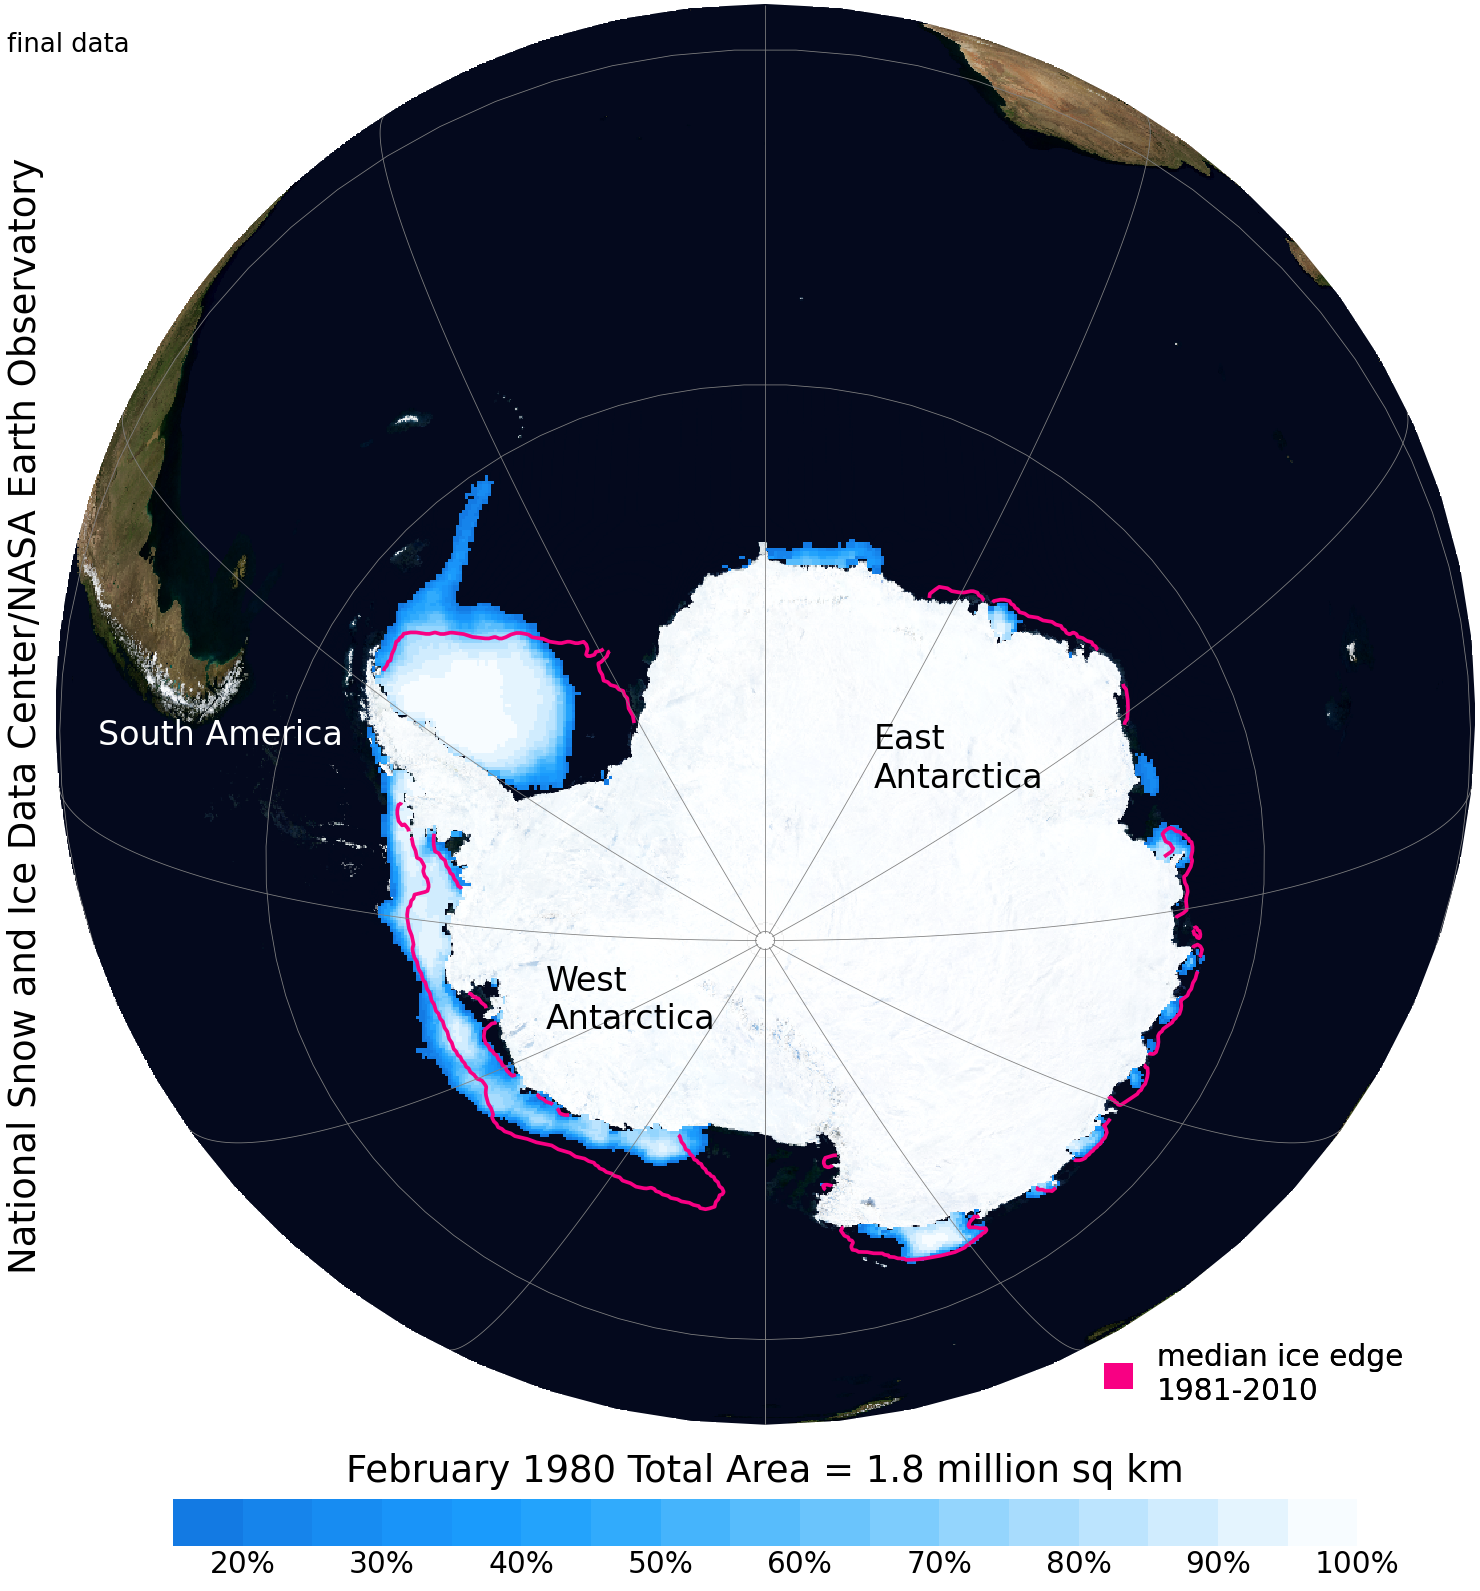 final data
National Snow and Ice Data Center/NASA Earth Observatory
South America
East
Antarctica
West
Antarctica
median ice edge
1981-2010
February 1980 Total Area = 1.8 million sq km
20% 30% 40% 50% 60% 70% 80% 90% 100%